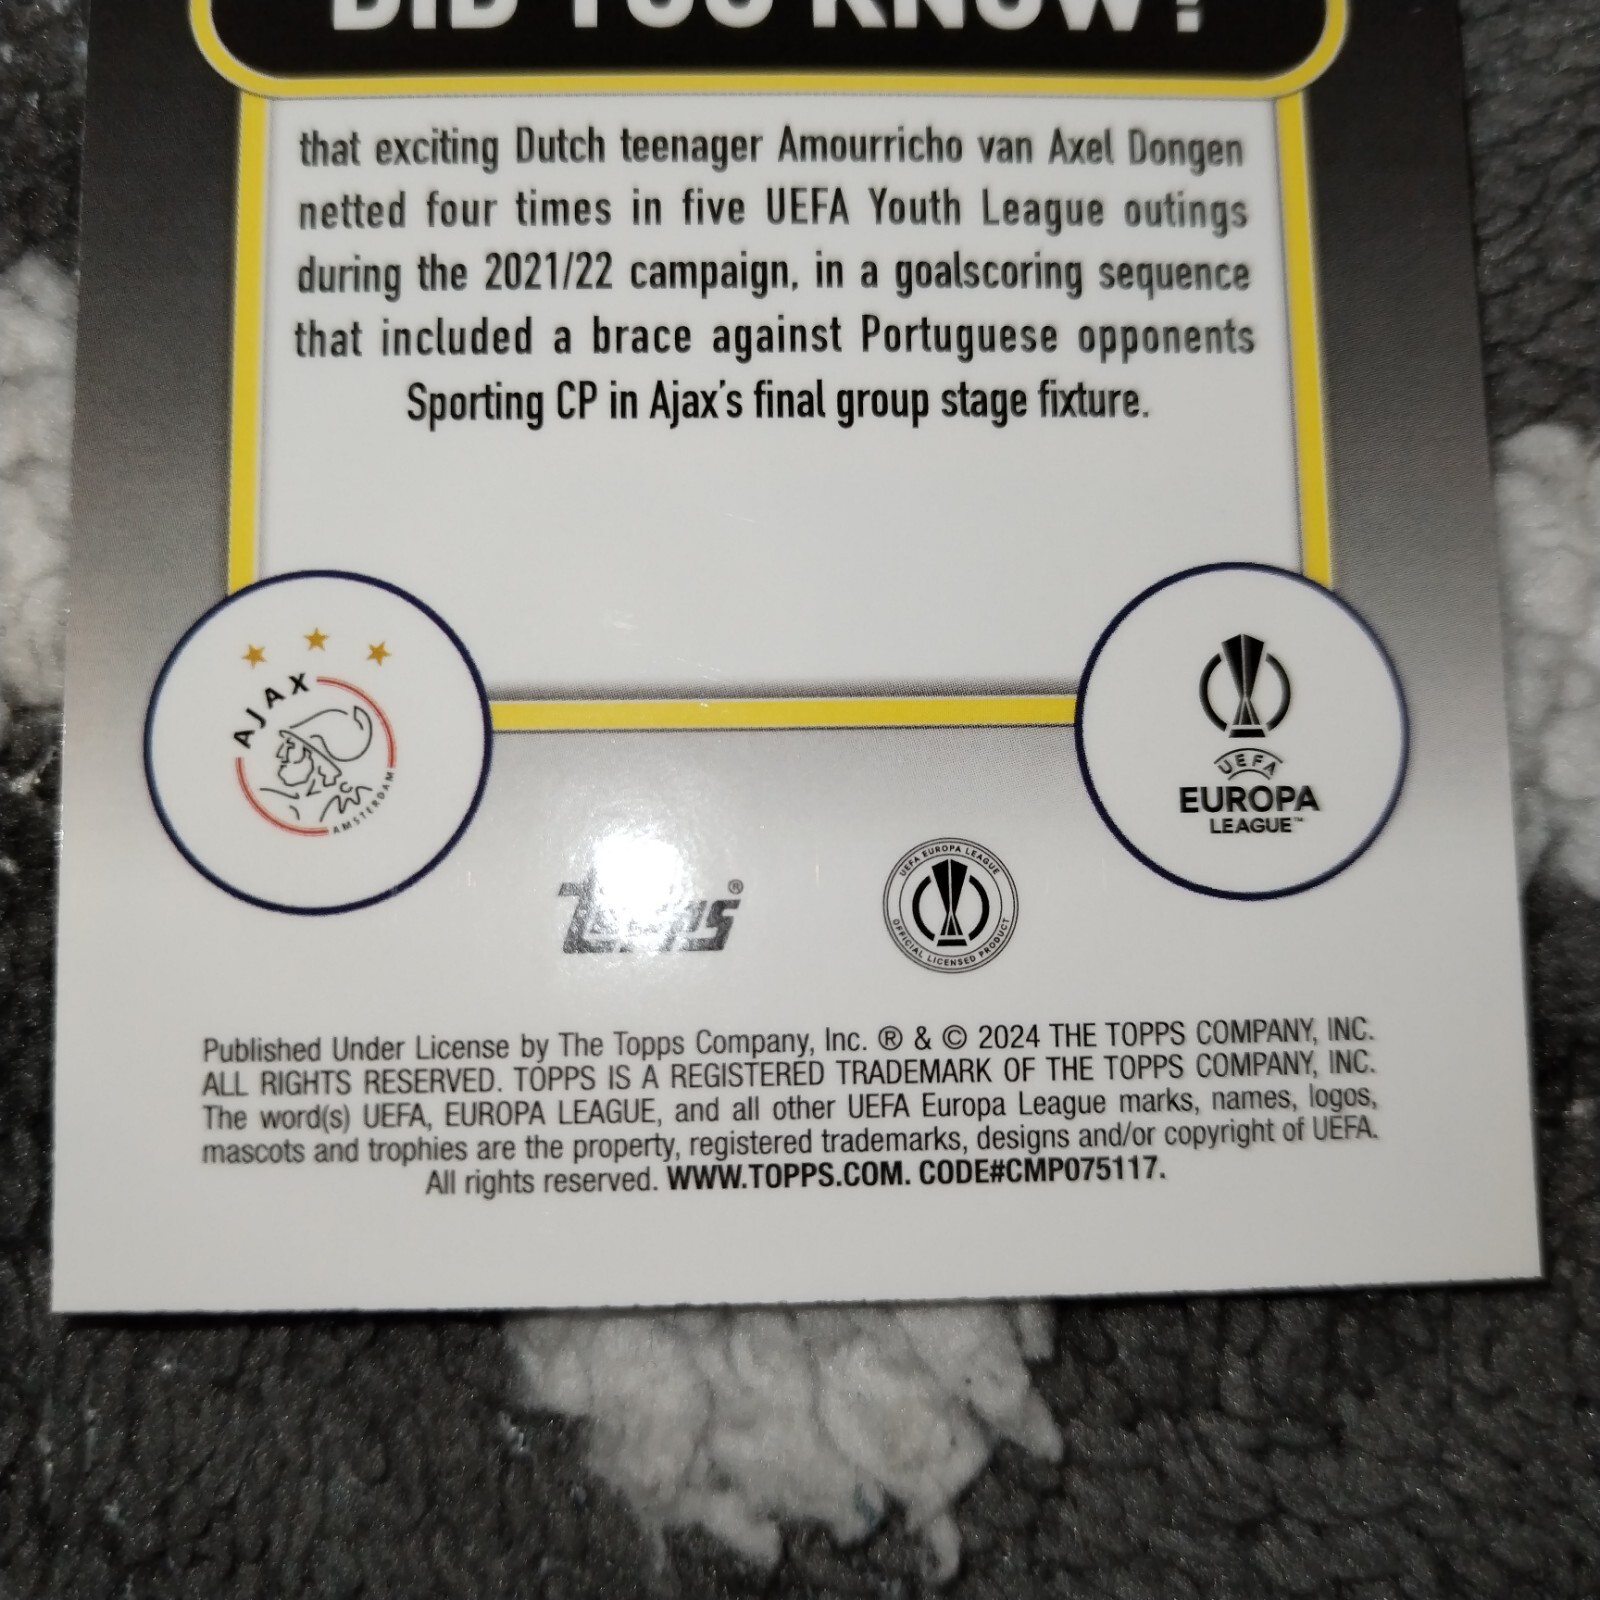 DID YOU KNOW?
that exciting Dutch teenager Amourricho van Axel Dongen
netted four times in five UEFA Youth League outings
during the 2021/22 campaign, in a goalscoring sequence
that included a brace against Portuguese opponents
Sporting CP in Ajax's final group stage fixture.
AJAX
AMSTERDAM
UEFA
EUROPA
LEAGUE™
Topps®
UEFA EUROPA LEAGUE
OFFICIAL LICENSED PRODUCT
Published Under License by The Topps Company, Inc. ® & © 2024 THE TOPPS COMPANY, INC.
ALL RIGHTS RESERVED. TOPPS IS A REGISTERED TRADEMARK OF THE TOPPS COMPANY, INC.
The word(s) UEFA, EUROPA LEAGUE, and all other UEFA Europa League marks, names, logos,
mascots and trophies are the property, registered trademarks, designs and/or copyright of UEFA.
All rights reserved. WWW.TOPPS.COM. CODE#CMP075117.